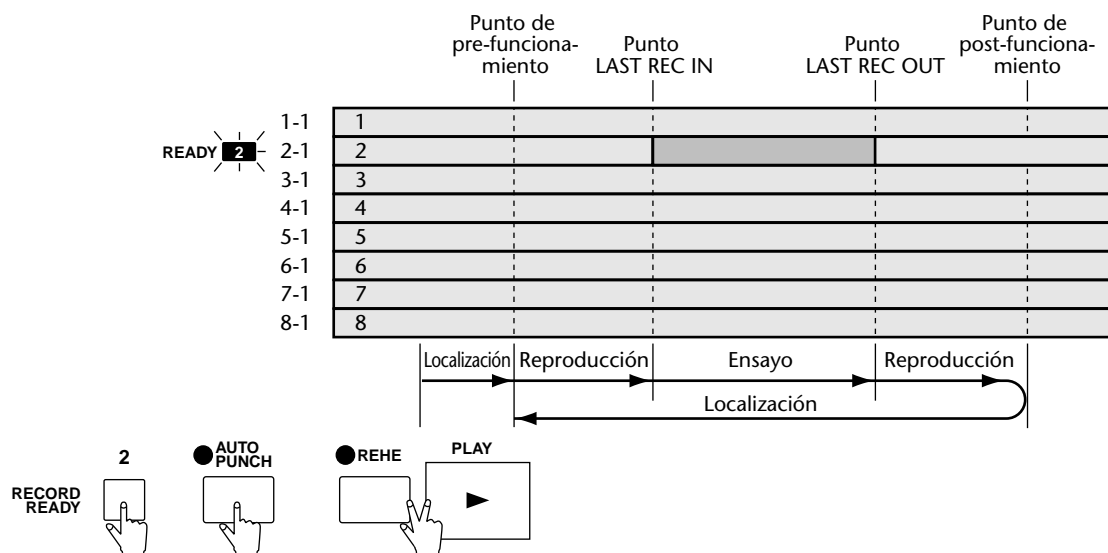 Punto de
pre-funciona-
miento
Punto
LAST REC IN
Punto
LAST REC OUT
Punto de
post-funciona-
miento
1-1 1
READY 2 2-1 2
3-1 3
4-1 4
5-1 5
6-1 6
7-1 7
8-1 8
Localización Reproducción Ensayo Reproducción
Localización
2 AUTO PUNCH REHE PLAY
RECORD
READY